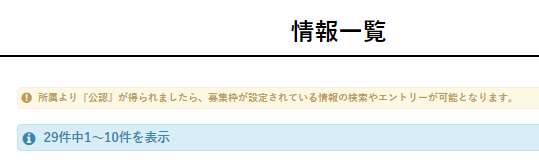 情報一覧
所属より『公認』が得られましたら、募集枠が設定されている情報の検索やエントリーが可能となります。
29件中1～10件を表示